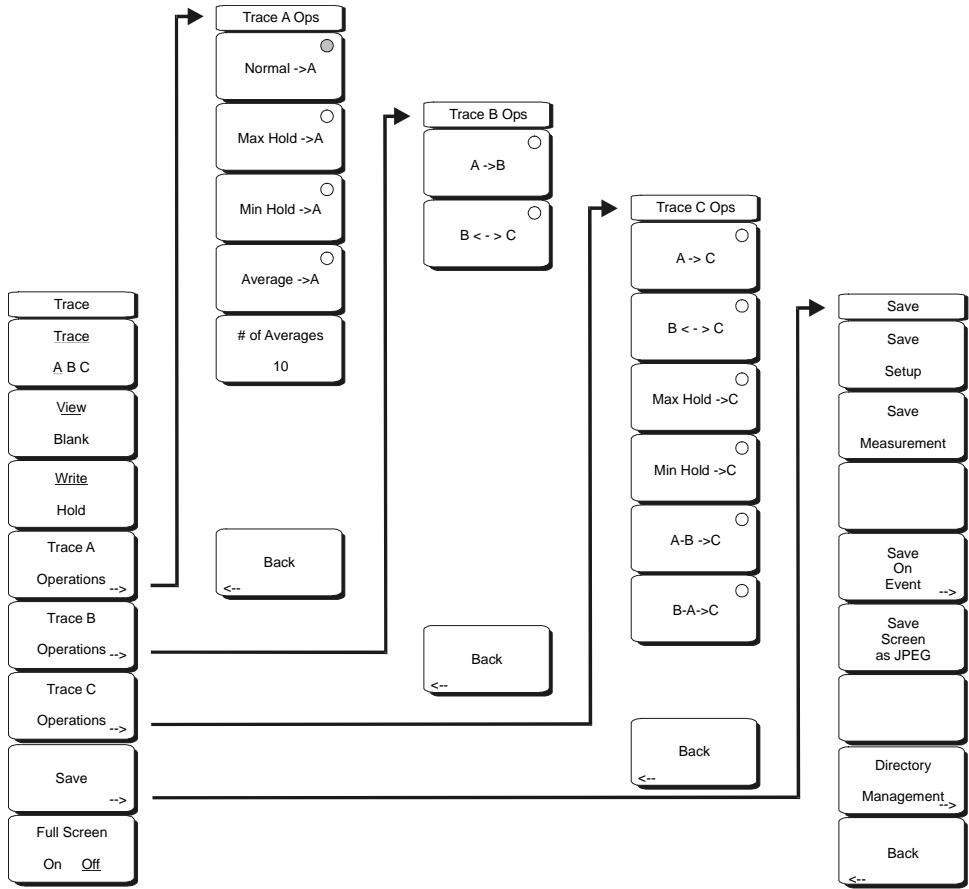 Trace
Trace
A B C
View
Blank
Write
Hold
Trace A
Operations
-->
Trace B
Operations
-->
Trace C
Operations
-->
Save
-->
Full Screen
On Off
Trace A Ops
Normal ->A
Max Hold ->A
Min Hold ->A
Average ->A
# of Averages
10
Back
<--
Trace B Ops
A ->B
B < - > C
Back
<--
Trace C Ops
A -> C
B < - > C
Max Hold ->C
Min Hold ->C
A-B ->C
B-A->C
Back
<--
Save
Save
Setup
Save
Measurement
Save
On
Event
-->
Save
Screen
as JPEG
Directory
Management
-->
Back
<--